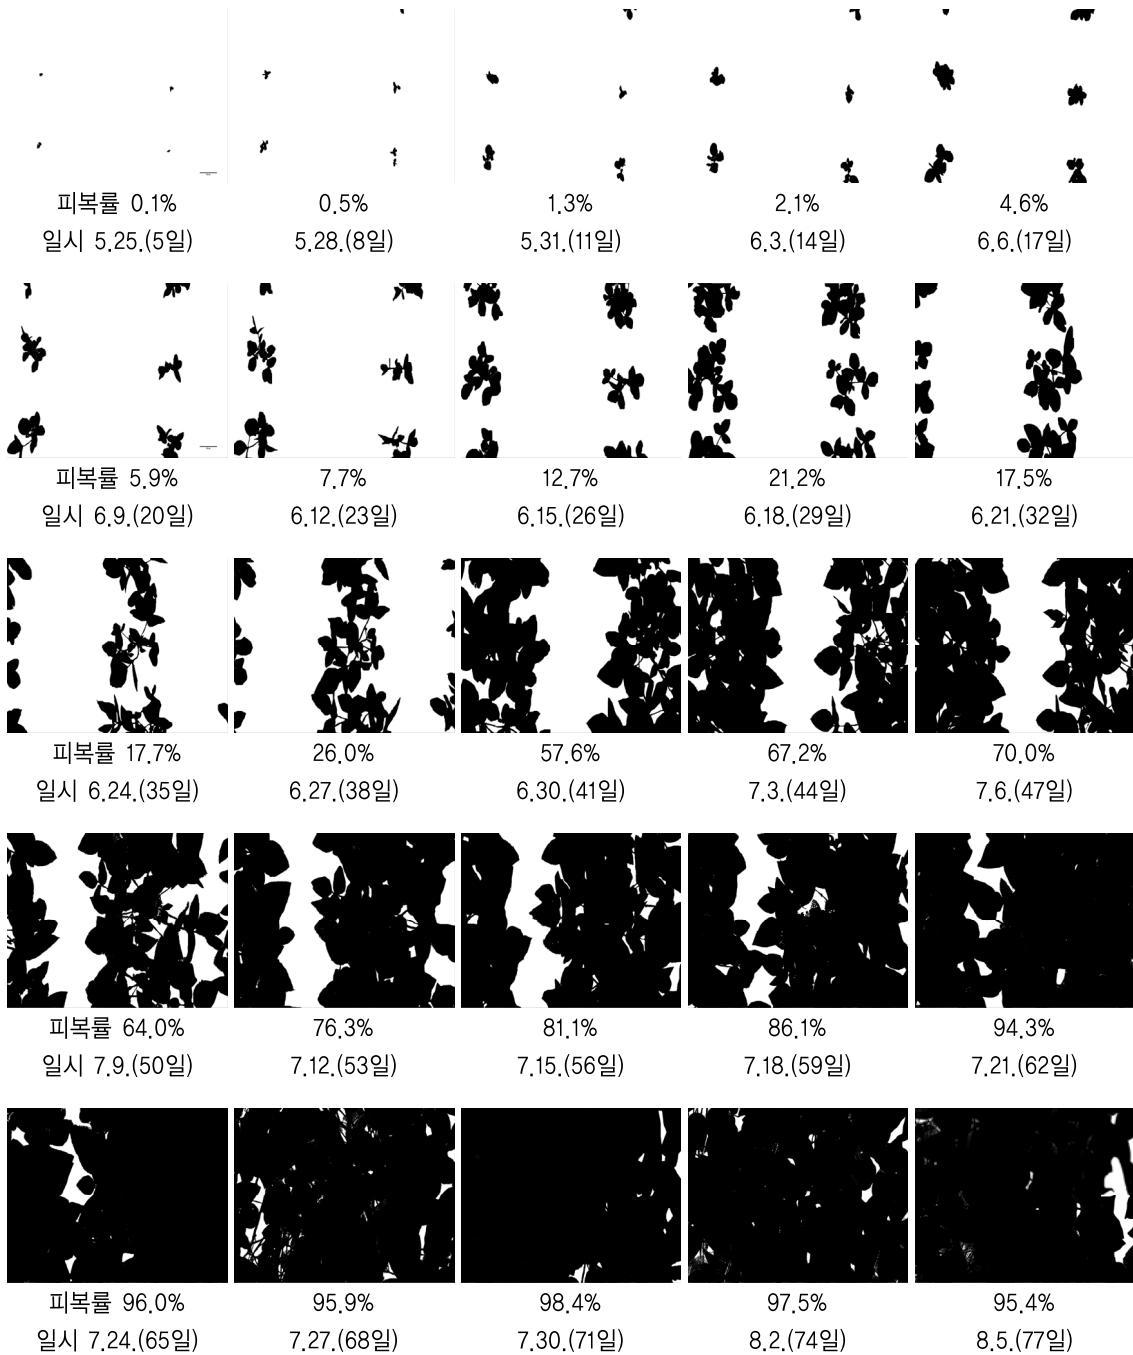 피복률 0.1% 0.5% 1.3% 2.1% 4.6%
일시 5.25.(5일) 5.28.(8일) 5.31.(11일) 6.3.(14일) 6.6.(17일)
피복률 5.9% 7.7% 12.7% 21.2% 17.5%
일시 6.9.(20일) 6.12.(23일) 6.15.(26일) 6.18.(29일) 6.21.(32일)
피복률 17.7% 26.0% 57.6% 67.2% 70.0%
일시 6.24.(35일) 6.27.(38일) 6.30.(41일) 7.3.(44일) 7.6.(47일)
피복률 64.0% 76.3% 81.1% 86.1% 94.3%
일시 7.9.(50일) 7.12.(53일) 7.15.(56일) 7.18.(59일) 7.21.(62일)
피복률 96.0% 95.9% 98.4% 97.5% 95.4%
일시 7.24.(65일) 7.27.(68일) 7.30.(71일) 8.2.(74일) 8.5.(77일)